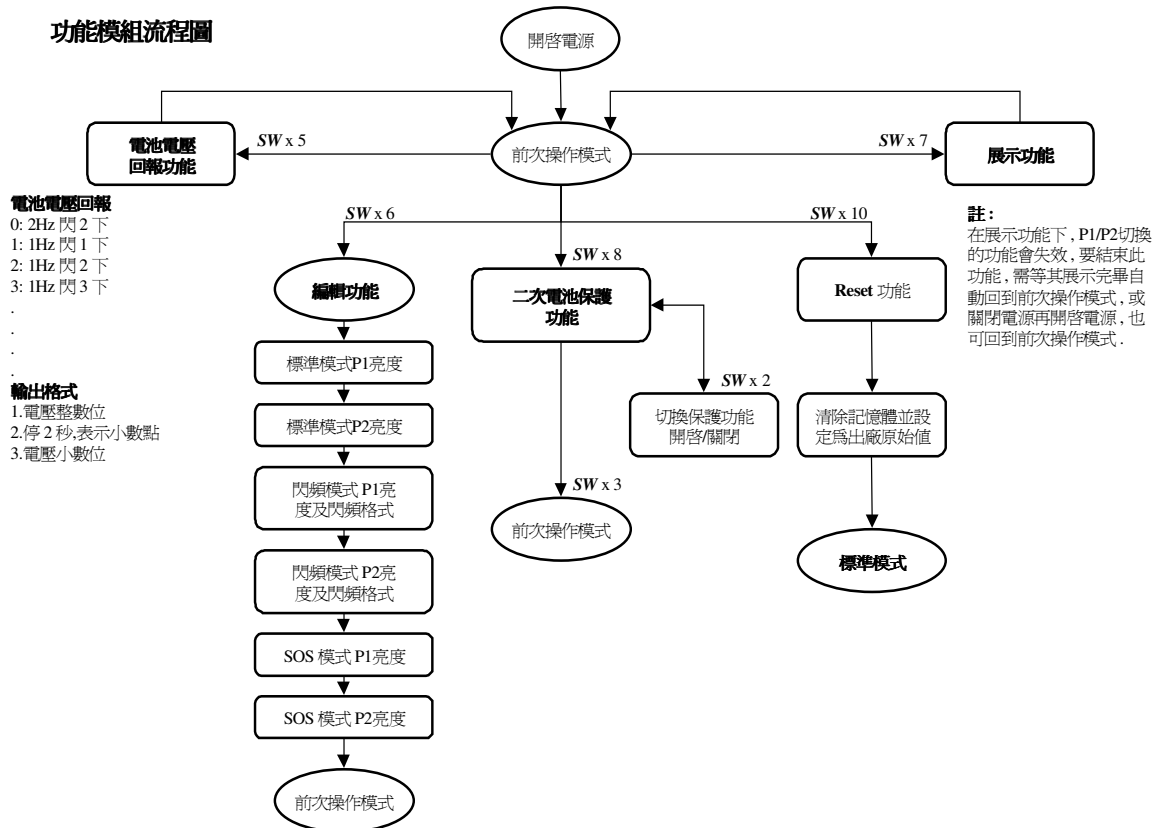 功能模組流程圖
開啓電源
電池電壓
回報功能
SW x 5
前次操作模式
SW x 7
展示功能
電池電壓回報
0: 2Hz 閃 2 下
1: 1Hz 閃 1 下
2: 1Hz 閃 2 下
3: 1Hz 閃 3 下
.
.
.
.
輸出格式
1.電壓整數位
2.停 2 秒,表示小數點
3.電壓小數位
SW x 6
編輯功能
標準模式P1亮度
標準模式P2亮度
閃頻模式 P1亮
度及閃頻格式
閃頻模式 P2亮
度及閃頻格式
SOS 模式 P1亮度
SOS 模式 P2亮度
前次操作模式
SW x 8
二次電池保護
功能
SW x 2
切換保護功能
開啓/關閉
SW x 3
前次操作模式
SW x 10
Reset 功能
清除記憶體並設
定爲出廠原始值
標準模式
註 :
在展示功能下 , P1/P2切換
的功能會失效 , 要結束此
功能 , 需等其展示完畢自
動回到前次操作模式 , 或
關閉電源再開啓電源 , 也
可回到前次操作模式 .